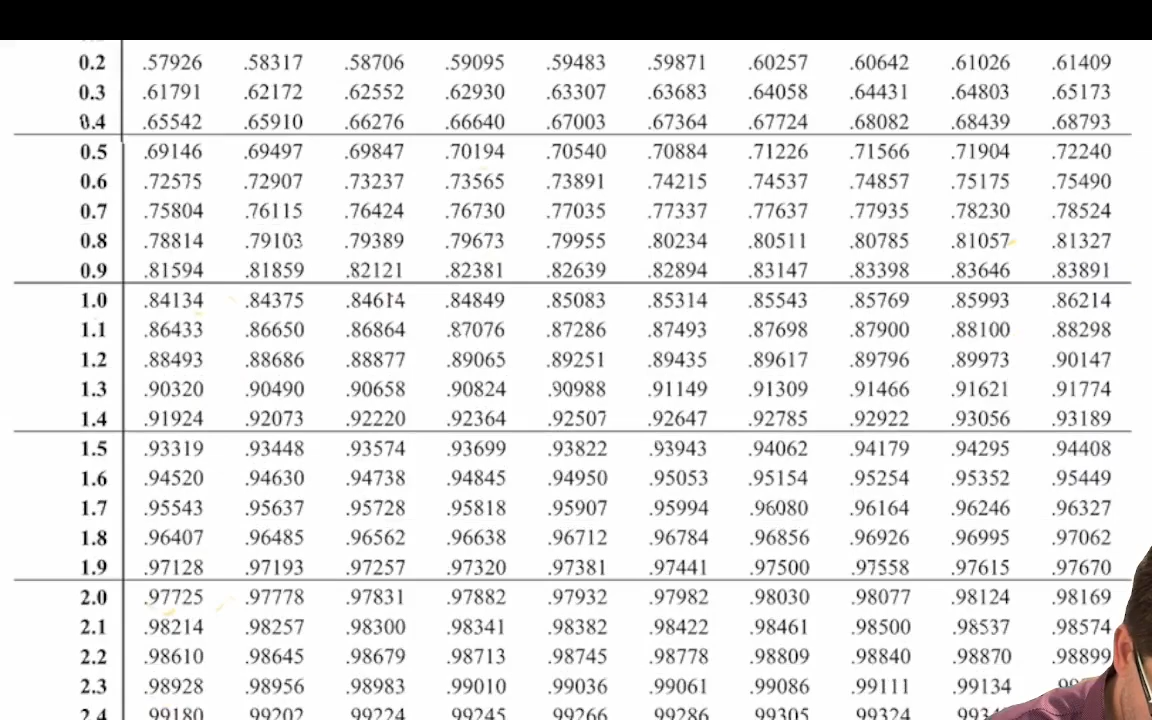 0.2 .57926 .58317 .58706 .59095 .59483 .59871 .60257 .60642 .61026 .61409
0.3 .61791 .62172 .62552 .62930 .63307 .63683 .64058 .64431 .64803 .65173
0.4 .65542 .65910 .66276 .66640 .67003 .67364 .67724 .68082 .68439 .68793
0.5 .69146 .69497 .69847 .70194 .70540 .70884 .71226 .71566 .71904 .72240
0.6 .72575 .72907 .73237 .73565 .73891 .74215 .74537 .74857 .75175 .75490
0.7 .75804 .76115 .76424 .76730 .77035 .77337 .77637 .77935 .78230 .78524
0.8 .78814 .79103 .79389 .79673 .79955 .80234 .80511 .80785 .81057 .81327
0.9 .81594 .81859 .82121 .82381 .82639 .82894 .83147 .83398 .83646 .83891
1.0 .84134 .84375 .84614 .84849 .85083 .85314 .85543 .85769 .85993 .86214
1.1 .86433 .86650 .86864 .87076 .87286 .87493 .87698 .87900 .88100 .88298
1.2 .88493 .88686 .88877 .89065 .89251 .89435 .89617 .89796 .89973 .90147
1.3 .90320 .90490 .90658 .90824 .90988 .91149 .91309 .91466 .91621 .91774
1.4 .91924 .92073 .92220 .92364 .92507 .92647 .92785 .92922 .93056 .93189
1.5 .93319 .93448 .93574 .93699 .93822 .93943 .94062 .94179 .94295 .94408
1.6 .94520 .94630 .94738 .94845 .94950 .95053 .95154 .95254 .95352 .95449
1.7 .95543 .95637 .95728 .95818 .95907 .95994 .96080 .96164 .96246 .96327
1.8 .96407 .96485 .96562 .96638 .96712 .96784 .96856 .96926 .96995 .97062
1.9 .97128 .97193 .97257 .97320 .97381 .97441 .97500 .97558 .97615 .97670
2.0 .97725 .97778 .97831 .97882 .97932 .97982 .98030 .98077 .98124 .98169
2.1 .98214 .98257 .98300 .98341 .98382 .98422 .98461 .98500 .98537 .98574
2.2 .98610 .98645 .98679 .98713 .98745 .98778 .98809 .98840 .98870 .98899
2.3 .98928 .98956 .98983 .99010 .99036 .99061 .99086 .99111 .99134
2.4 .99180 .99202 .99224 .99245 .99266 .99286 .99305 .99324